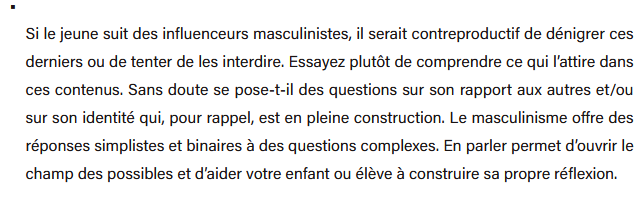 Si le jeune suit des influenceurs masculinistes, il serait contreproductif de dénigrer ces
derniers ou de tenter de les interdire. Essayez plutôt de comprendre ce qui l’attire dans
ces contenus. Sans doute se pose-t-il des questions sur son rapport aux autres et/ou
sur son identité qui, pour rappel, est en pleine construction. Le masculinisme offre des
réponses simplistes et binaires à des questions complexes. En parler permet d’ouvrir le
champ des possibles et d’aider votre enfant ou élève à construire sa propre réflexion.